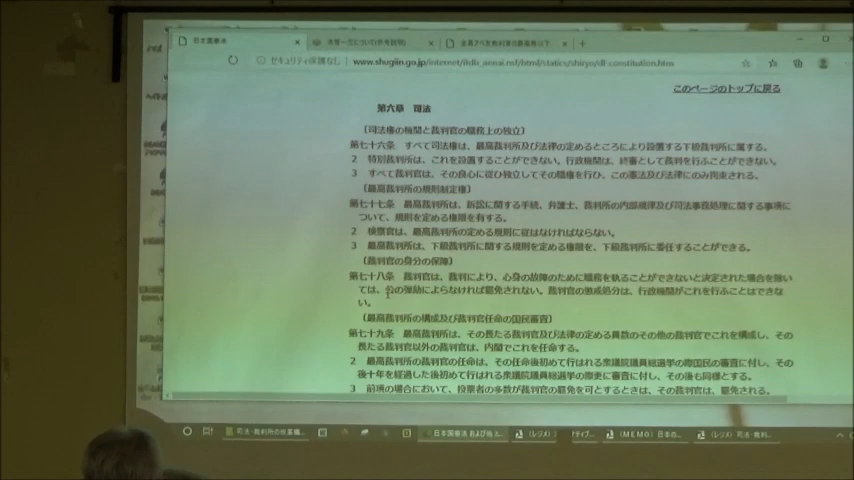 日本国憲法
セキュリティ保護なし
www.shugiin.go.jp/internet/itdb_annai.nsf/html/statics/shiryo/dl-constitution.htm
このページのトップに戻る
第六章 司法
〔司法権の機関と裁判官の職務上の独立〕
第七十六条 すべて司法権は、最高裁判所及び法律の定めるところにより設置する下級裁判所に属する。
2 特別裁判所は、これを設置することができない。行政機関は、終審として裁判を行ふことができない。
3 すべて裁判官は、その良心に従ひ独立してその職権を行ひ、この憲法及び法律にのみ拘束される。
〔最高裁判所の規則制定権〕
第七十七条 最高裁判所は、訴訟に関する手続、弁護士、裁判所の内部規律及び司法事務処理に関する事項に
ついて、規則を定める権限を有する。
2 検察官は、最高裁判所の定める規則に従はなければならない。
3 最高裁判所は、下級裁判所に関する規則を定める権限を、下級裁判所に委任することができる。
〔裁判官の身分の保障〕
第七十八条 裁判官は、裁判により、心身の故障のために職務を執ることができないと決定された場合を除い
ては、公の弾劾によらなければ罷免されない。裁判官の懲戒処分は、行政機関がこれを行ふことはできな
い。
〔最高裁判所の構成及び裁判官任命の国民審査〕
第七十九条 最高裁判所は、その長たる裁判官及び法律の定める員数のその他の裁判官でこれを構成し、その
長たる裁判官以外の裁判官は、内閣でこれを任命する。
2 最高裁判所の裁判官の任命は、その任命後初めて行はれる衆議院議員総選挙の際国民の審査に付し、その
後十年を経過した後初めて行はれる衆議院議員総選挙の際更に審査に付し、その後も同様とする。
3 前項の場合において、投票者の多数が裁判官の罷免を可とするときは、その裁判官は、罷免される。
日本国憲法 および他
(レジメ)
(MEMO) 日本の...
(レジメ) 司法・裁判...